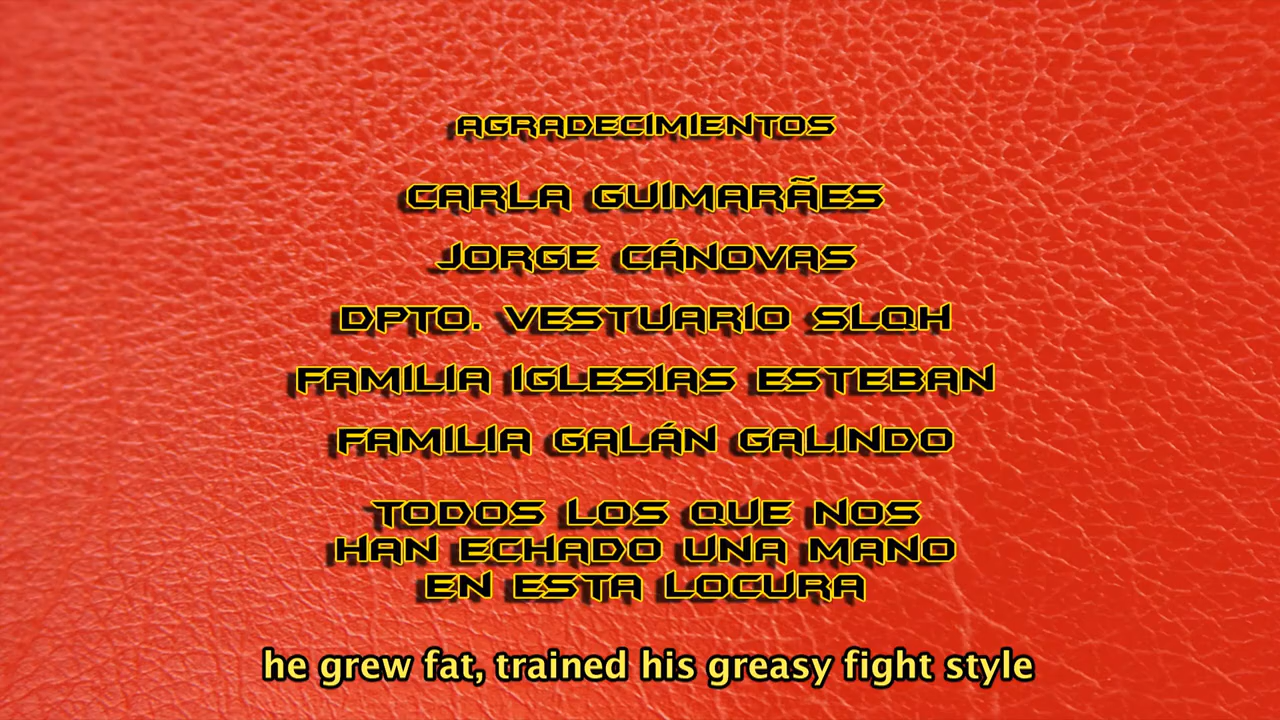 AGRADECIMIENTOS
CARLA GUIMARÃES
JORGE CÁNOVAS
DPTO. VESTUARIO SLQH
FAMILIA IGLESIAS ESTEBAN
FAMILIA GALÁN GALINDO
TODOS LOS QUE NOS
HAN ECHADO UNA MANO
EN ESTA LOCURA
he grew fat, trained his greasy fight style